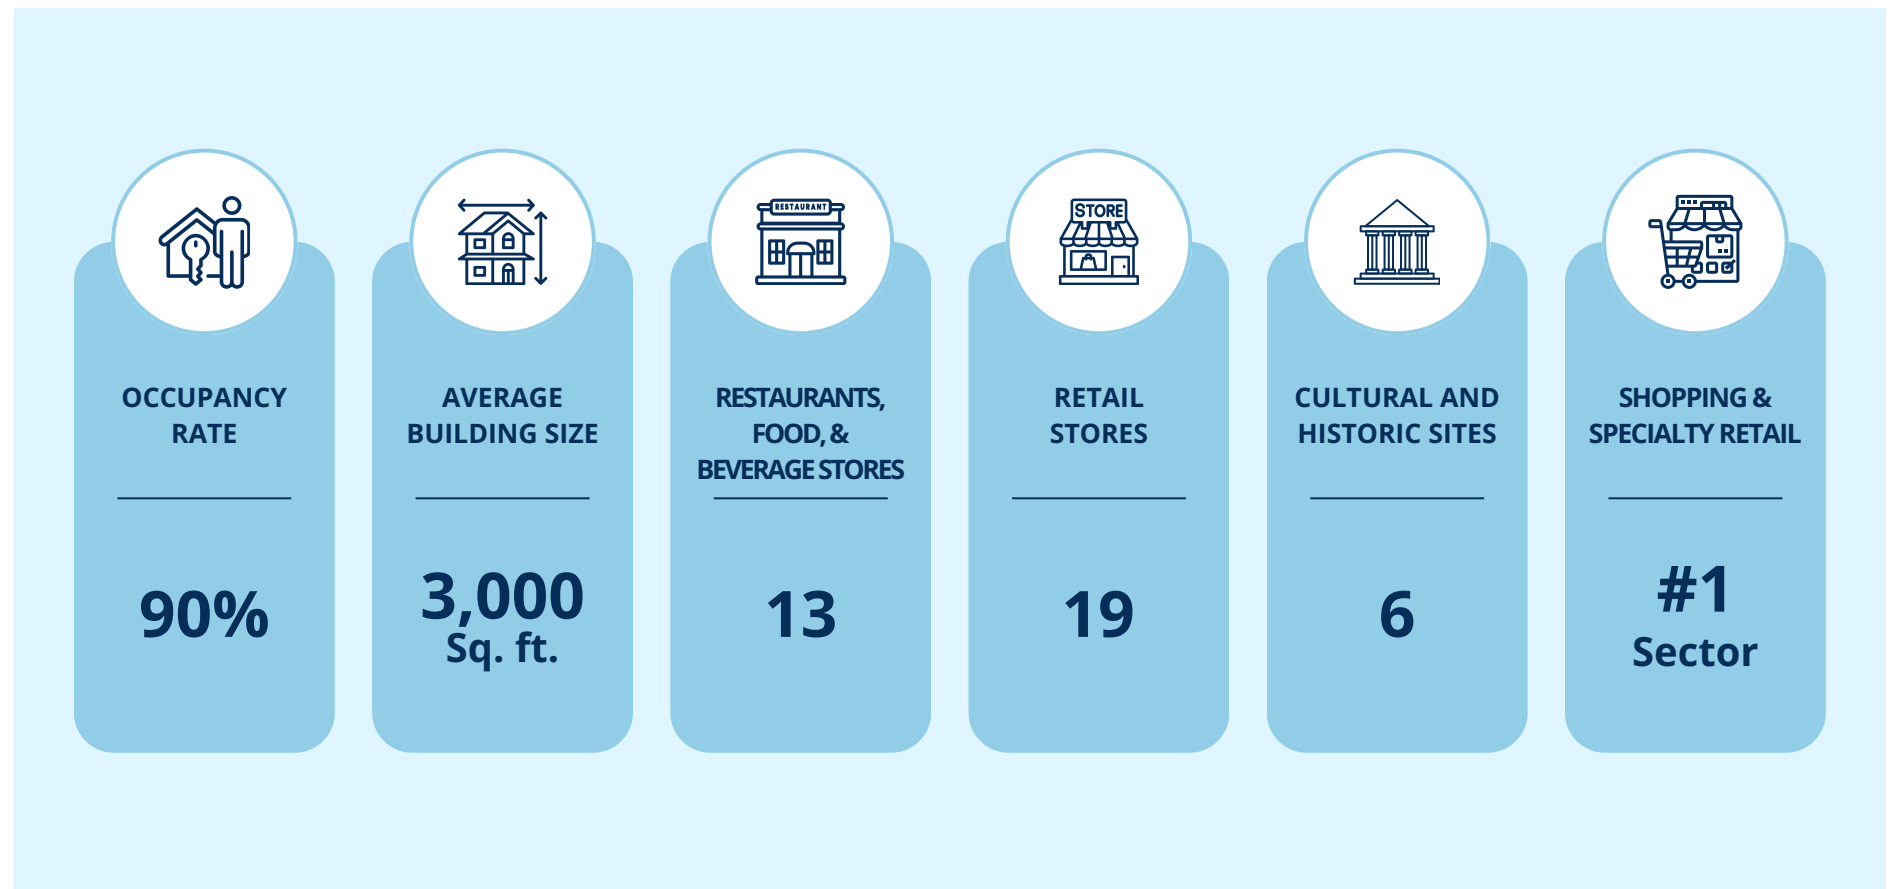 RESTAURANT
STORE
OCCUPANCY
RATE
90%
AVERAGE
BUILDING SIZE
3,000
Sq. ft.
RESTAURANTS,
FOOD, &
BEVERAGE STORES
13
RETAIL
STORES
19
CULTURAL AND
HISTORIC SITES
6
SHOPPING &
SPECIALTY RETAIL
#1
Sector